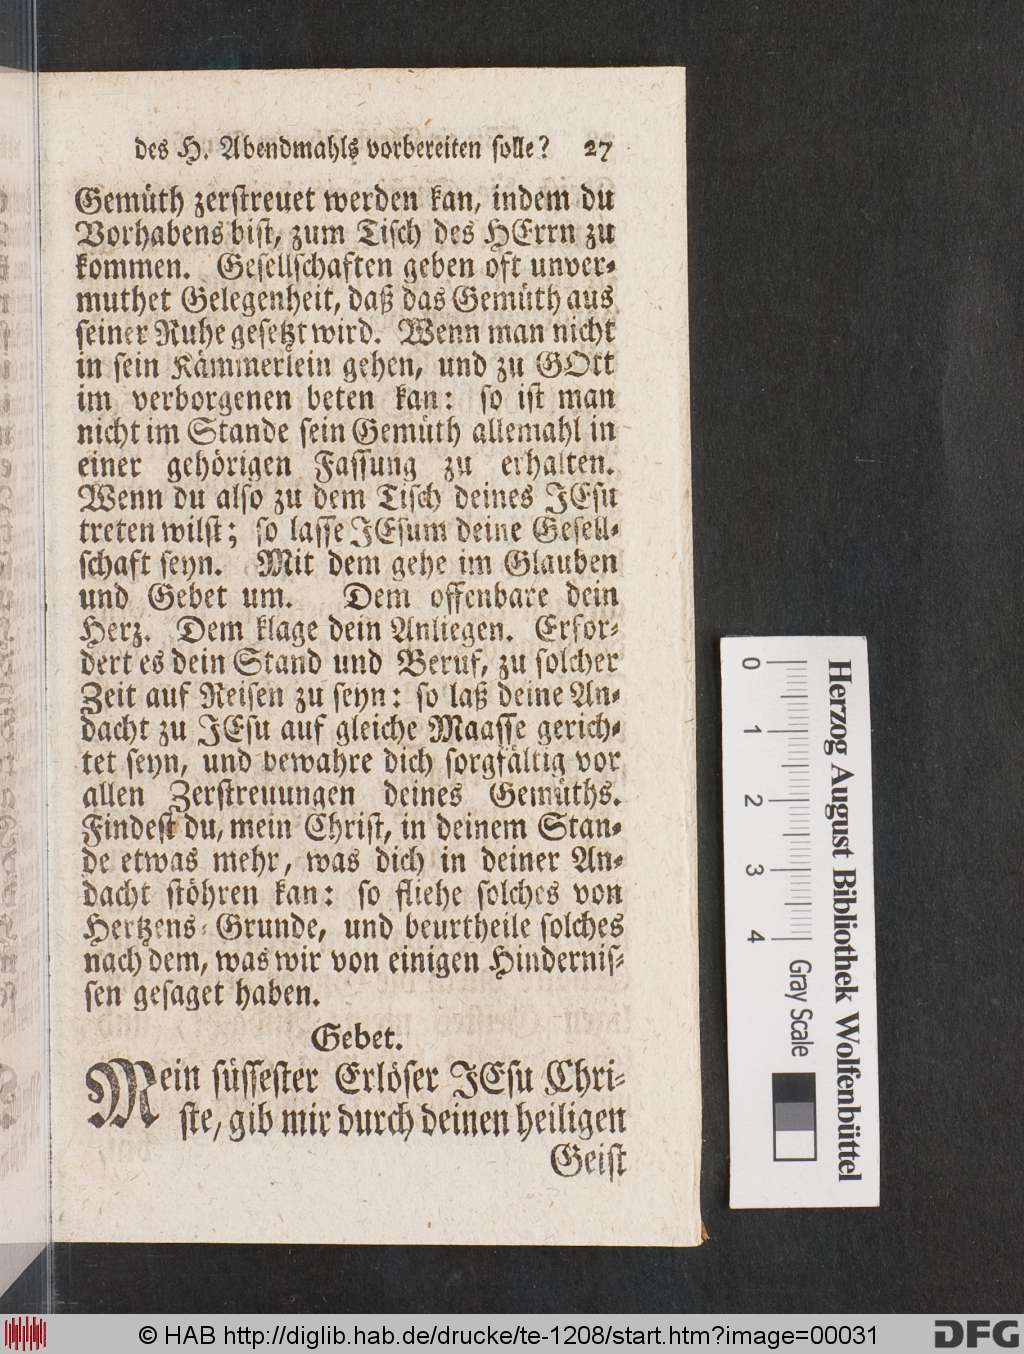 des H. Abendmahls vorbereiten solle? 27
Gemüth zerstreuet werden kan, indem du
Vorhabens bist, zum Tisch des HErrn zu
kommen. Gesellschaften geben oft unver-
muthet Gelegenheit, daß das Gemüth aus
seiner Ruhe gesetzt wird. Wenn man nicht
in sein Kämmerlein gehen, und zu GOtt
im verborgenen beten kan: so ist man
nicht im Stande sein Gemüth allemahl in
einer gehörigen Fassung zu erhalten.
Wenn du also zu dem Tisch deines JEsu
treten wilst; so lasse JEsum deine Gesell-
schaft seyn. Mit dem gehe im Glauben
und Gebet um. Dem offenbare dein
Herz. Dem klage dein Anliegen. Erfor-
dert es dein Stand und Beruf, zu solcher
Zeit auf Reisen zu seyn: so laß deine An-
dacht zu JEsu auf gleiche Maasse gerich-
tet seyn, und bewahre dich sorgfältig vor
allen Zerstreuungen deines Gemüths.
Findest du, mein Christ, in deinem Stan-
de etwas mehr, was dich in deiner An-
dacht stöhren kan: so fliehe solches von
Hertzens-Grunde, und beurtheile solches
nach dem, was wir von einigen Hindernis-
sen gesaget haben.
Gebet.
Mein süssester Erlöser JEsu Chri-
ste, gib mir durch deinen heiligen
Geist
0 1 2 3 4
Gray Scale
Herzog August Bibliothek Wolfenbüttel
© HAB http://diglib.hab.de/drucke/te-1208/start.htm?image=00031
DFG